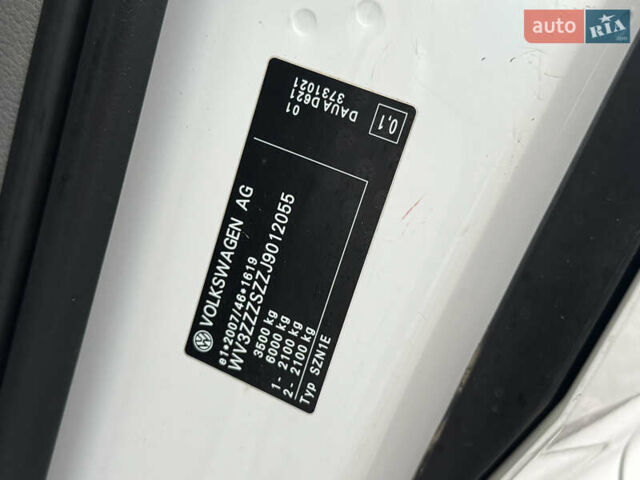 auto RIA
.com
VOLKSWAGEN AG
e1*2007/46*1619
WV3ZZZSZZJ9012055
3500 kg
6000 kg
1- 2100 kg
2- 2100 kg
Typ SZN1E
01
DAUA D621
3731021
0,1